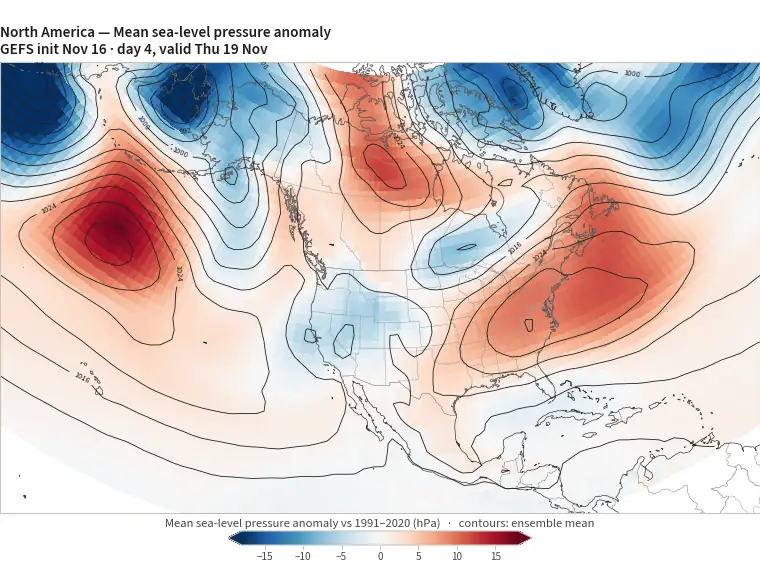 North America — Mean sea-level pressure anomaly
GEFS init Nov 16 · day 4, valid Thu 19 Nov
1000
1000
1024
1024
1016
1024
1024
1016
Mean sea-level pressure anomaly vs 1991–2020 (hPa) · contours: ensemble mean
−15 −10 −5 0 5 10 15